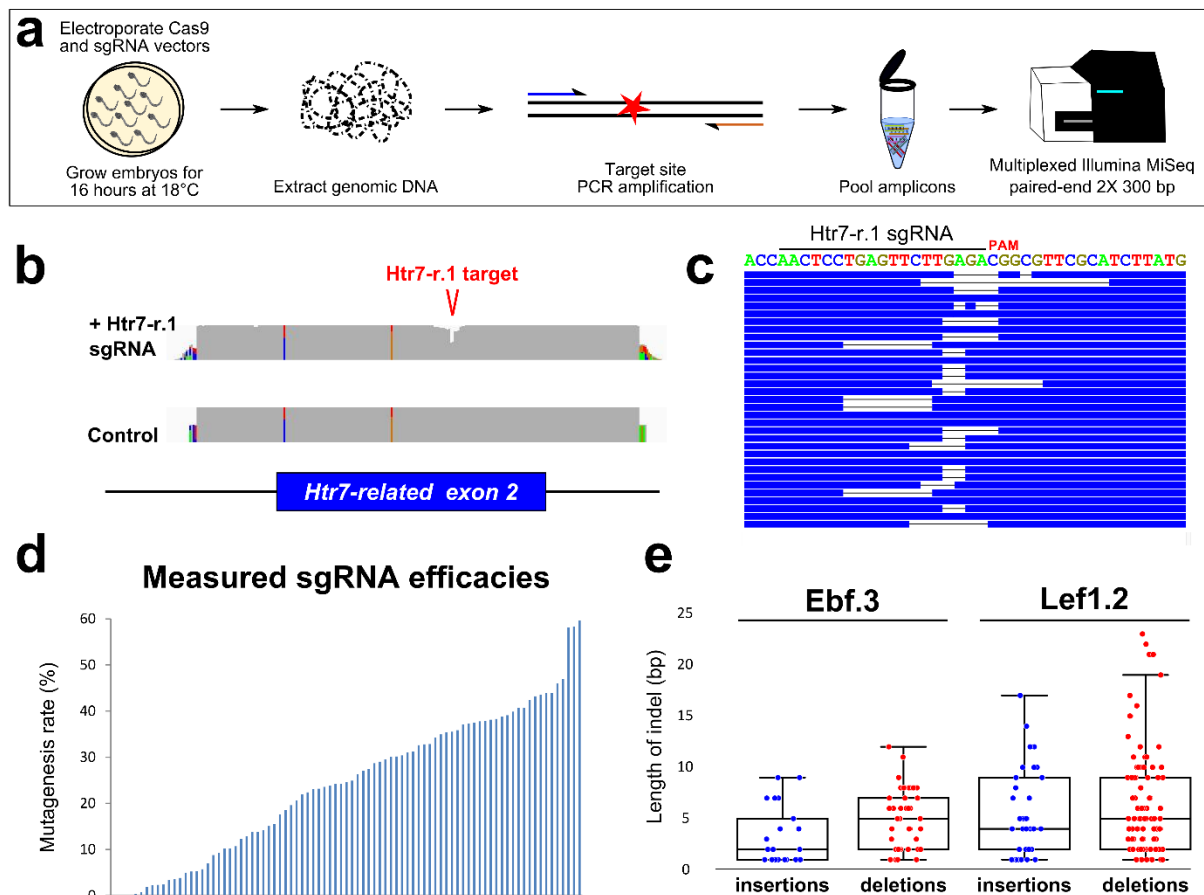 a
Electroporate Cas9
and sgRNA vectors
Grow embryos for
16 hours at 18°C
Extract genomic DNA
Target site
PCR amplification
Pool amplicons
Multiplexed Illumina MiSeq
paired-end 2X 300 bp
b
Htr7-r.1 target
+ Htr7-r.1
sgRNA
Control
Htr7-related exon 2
c
Htr7-r.1 sgRNA
PAM
ACCAACTCCTGAGTTCTTGAGACGGCGTTCGCATCTTATG
d
Measured sgRNA efficacies
Mutagenesis rate (%)
60
50
40
30
20
10
0
e
Ebf.3
Lef1.2
Length of indel (bp)
25
20
15
10
5
0
insertions
deletions
insertions
deletions